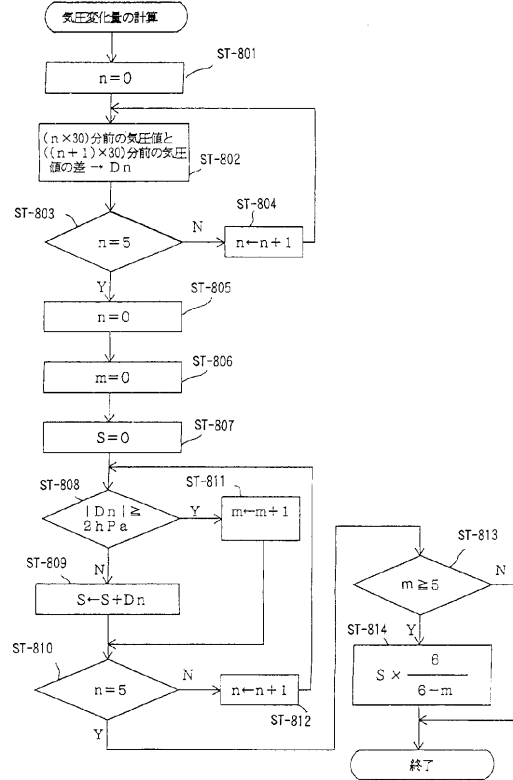 気圧変化量の計算
ST-801
n=0
(n×30)分前の気圧値と
((n+1)×30)分前の気圧
値の差→Dn
ST-802
ST-803
n=5
N
ST-804
n←n+1
Y
ST-805
n=0
ST-806
m=0
ST-807
S=0
ST-808
|Dn|≧
2hPa
Y
ST-811
m←m+1
N
ST-809
S←S+Dn
ST-810
n=5
N
n←n+1
ST-812
Y
ST-813
m≧5
N
Y
ST-814
S× 6
6-m
終了